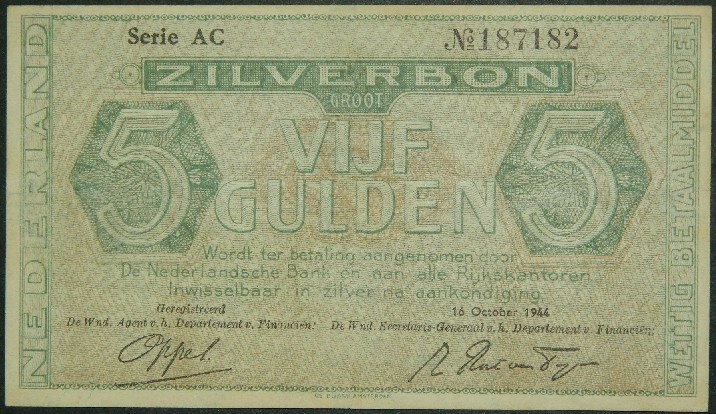 Serie AC
№187182
ZILVERBON
GROOT
VIJF
GULDEN
5
5
NEDERLAND
WETTIG BETAALMIDDEL
Wordt ter betaling aangenomen door
De Nederlandsche Bank en aan alle Rijkskantoren
Inwisselbaar in zilver na aankondiging
Geregistreerd
16 October 1944
De Wnd. Agent v.h. Departement v. Financiën:
De Wnd. Secretaris-Generaal v.h. Departement v. Financiën:
Oppel.